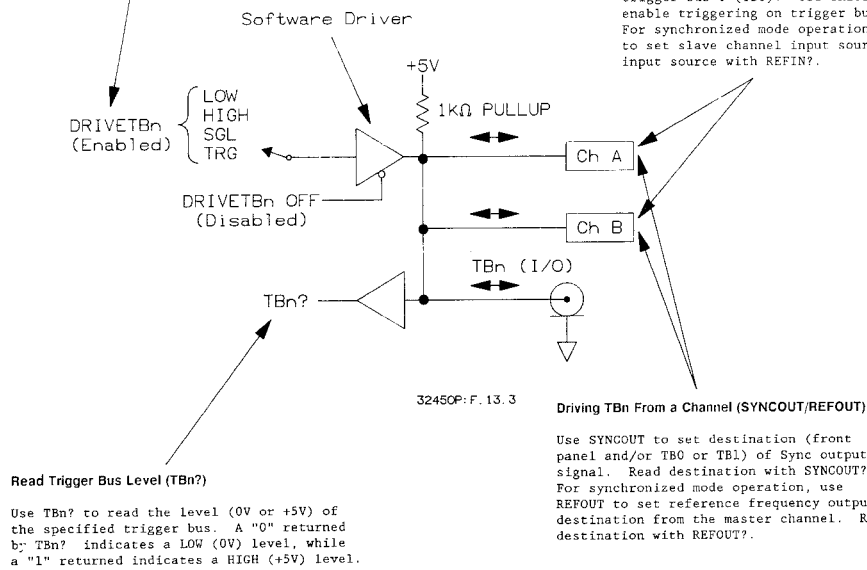 enable triggering on trigger bus
For synchronized mode operation
to set slave channel input sour
input source with REFIN?.
Software Driver
+5V
1kΩ PULLUP
DRIVETBn
(Enabled)
LOW
HIGH
SGL
TRG
Ch A
DRIVETBn OFF
(Disabled)
Ch B
TBn (I/O)
TBn?
32450P:F.13.3
Driving TBn From a Channel (SYNCOUT/REFOUT)
Use SYNCOUT to set destination (front
panel and/or TB0 or TB1) of Sync output
signal. Read destination with SYNCOUT?
For synchronized mode operation, use
REFOUT to set reference frequency outpu
destination from the master channel. R
destination with REFOUT?.
Read Trigger Bus Level (TBn?)
Use TBn? to read the level (0V or +5V) of
the specified trigger bus. A "0" returned
by TBn? indicates a LOW (0V) level, while
a "1" returned indicates a HIGH (+5V) level.